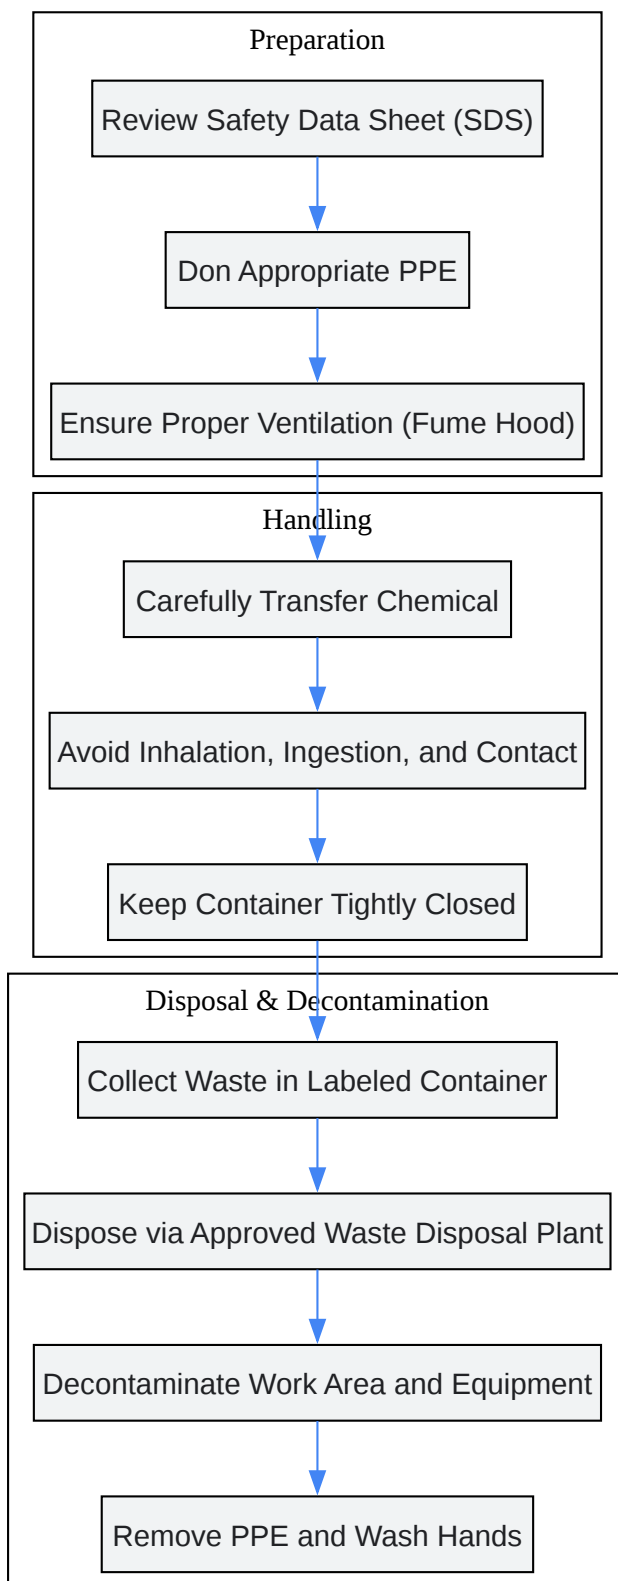 Preparation
Review Safety Data Sheet (SDS)
Don Appropriate PPE
Ensure Proper Ventilation (Fume Hood)
Handling
Carefully Transfer Chemical
Avoid Inhalation, Ingestion, and Contact
Keep Container Tightly Closed
Disposal & Decontamination
Collect Waste in Labeled Container
Dispose via Approved Waste Disposal Plant
Decontaminate Work Area and Equipment
Remove PPE and Wash Hands